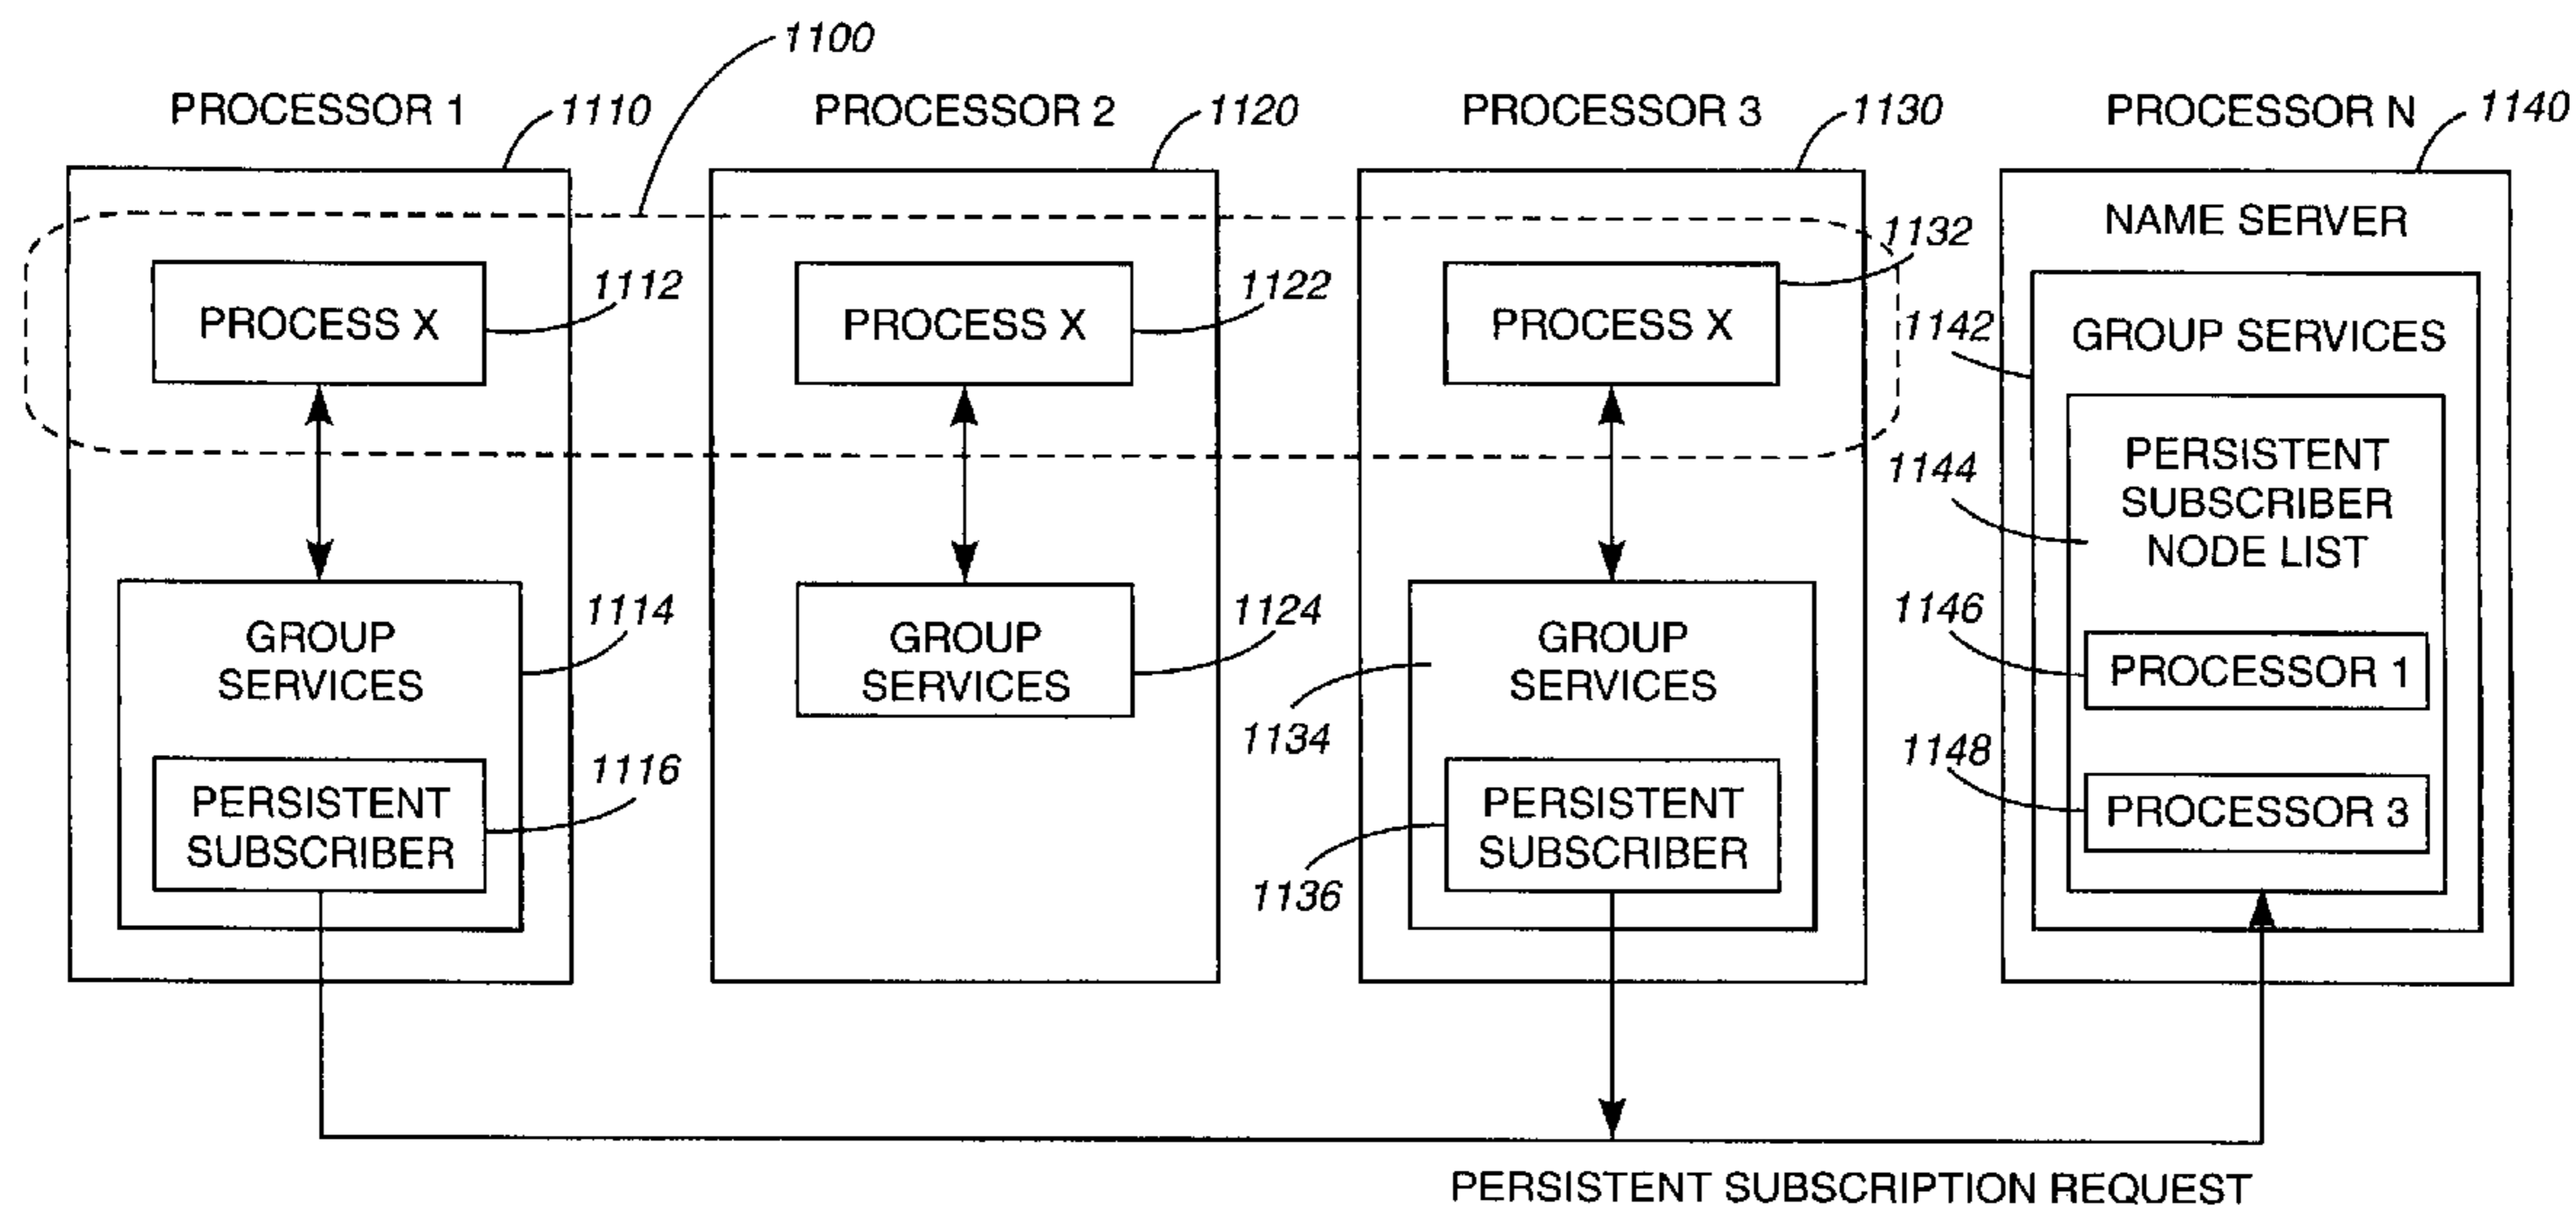 1100
PROCESSOR 1
1110
PROCESSOR 2
1120
PROCESSOR 3
1130
PROCESSOR N
1140
PROCESS X
1112
PROCESS X
1122
PROCESS X
1132
NAME SERVER
1142
GROUP SERVICES
1144
PERSISTENT
SUBSCRIBER
NODE LIST
1146
PROCESSOR 1
1148
PROCESSOR 3
GROUP
SERVICES
1114
PERSISTENT
SUBSCRIBER
1116
GROUP
SERVICES
1124
GROUP
SERVICES
1134
PERSISTENT
SUBSCRIBER
1136
PERSISTENT SUBSCRIPTION REQUEST